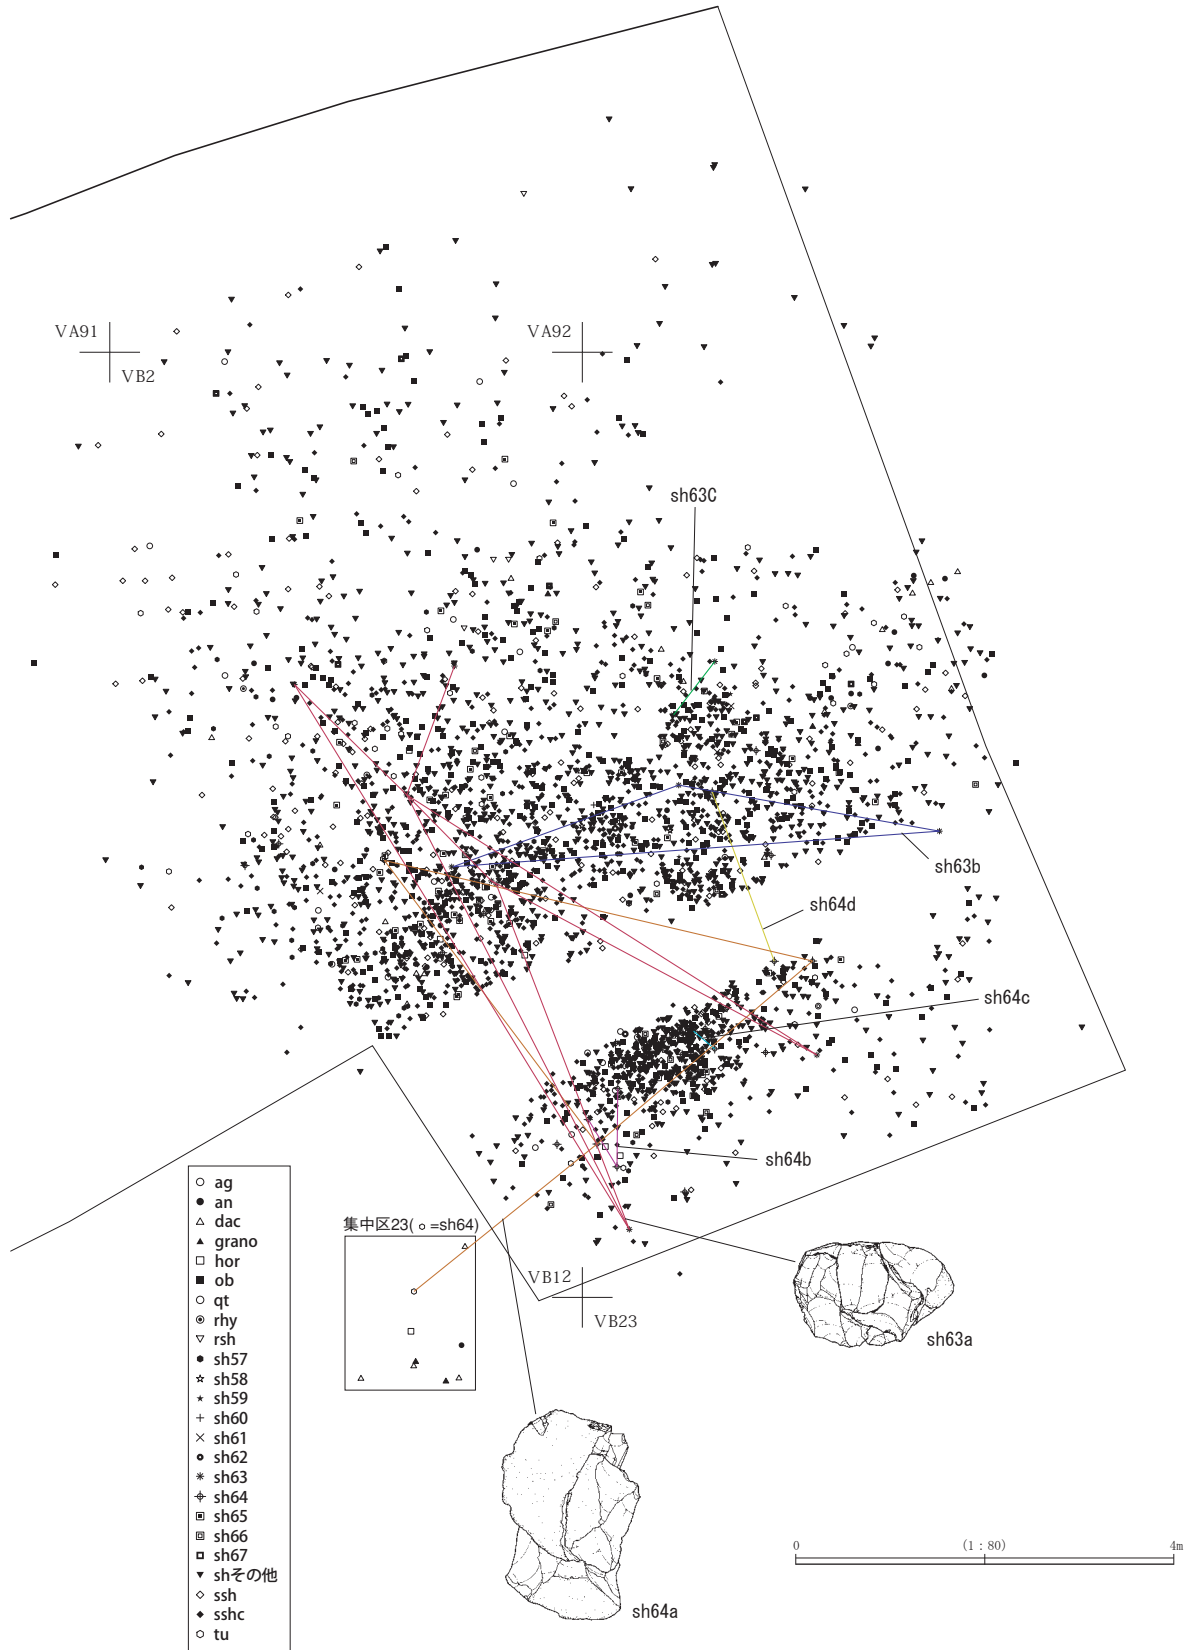 VA91
VA92
VB2
sh63C
sh63b
sh64d
sh64c
sh64b
ag
an
dac
grano
hor
ob
qt
rhy
rsh
sh57
sh58
sh59
sh60
sh61
sh62
sh63
sh64
sh65
sh66
sh67
shその他
ssh
sshc
tu
集中区23(○=sh64)
VB12
VB23
sh63a
sh64a
0 (1：80) 4m